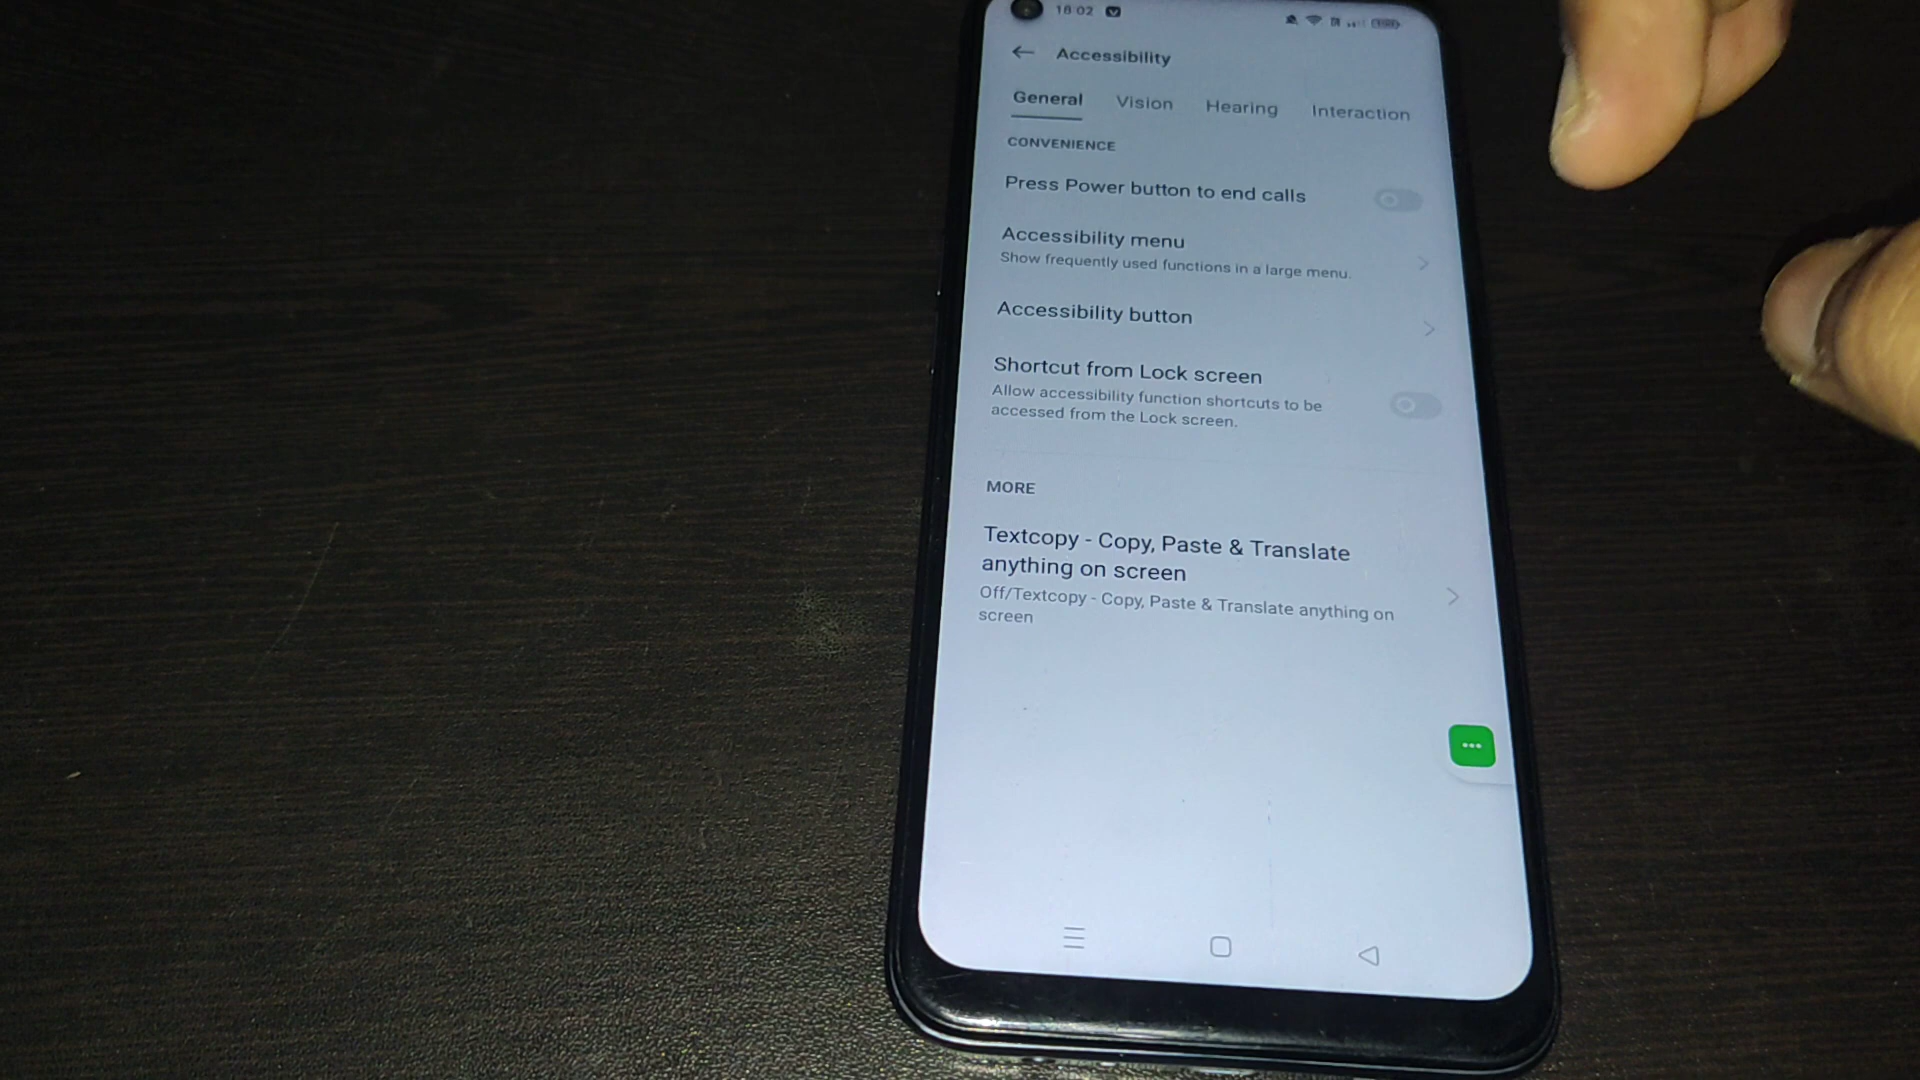 18:02
Accessibility
General Vision Hearing Interaction
CONVENIENCE
Press Power button to end calls
Accessibility menu
Show frequently used functions in a large menu.
Accessibility button
Shortcut from Lock screen
Allow accessibility function shortcuts to be
accessed from the Lock screen.
MORE
Textcopy - Copy, Paste & Translate
anything on screen
Off/Textcopy - Copy, Paste & Translate anything on
screen